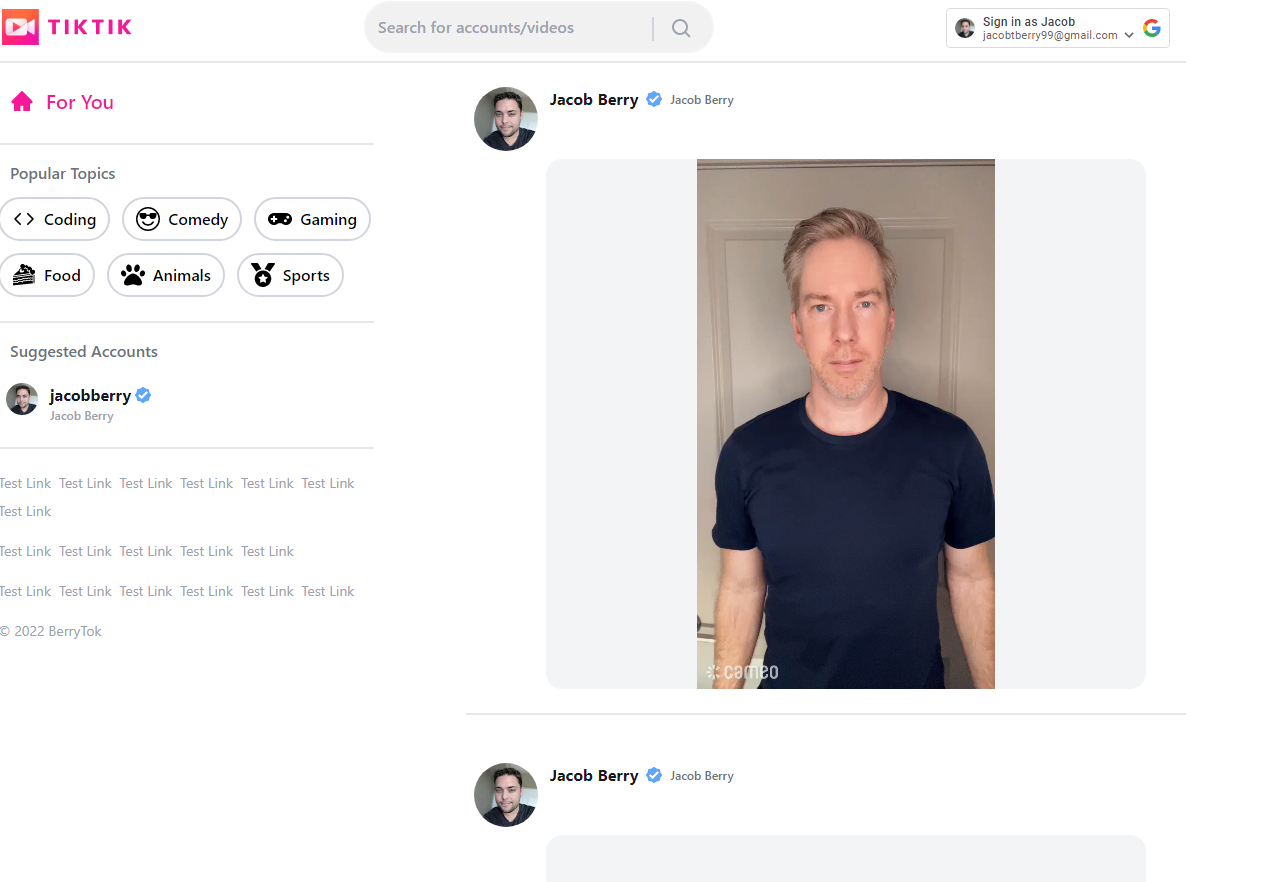 TIKTIK
Search for accounts/videos
Sign in as Jacob
jacobtberry99@gmail.com
For You
Popular Topics
Coding
Comedy
Gaming
Food
Animals
Sports
Suggested Accounts
jacobberry
Jacob Berry
Test Link Test Link Test Link Test Link Test Link Test Link
Test Link
Test Link Test Link Test Link Test Link Test Link
Test Link Test Link Test Link Test Link Test Link Test Link
© 2022 BerryTok
Jacob Berry Jacob Berry
cameo
Jacob Berry Jacob Berry